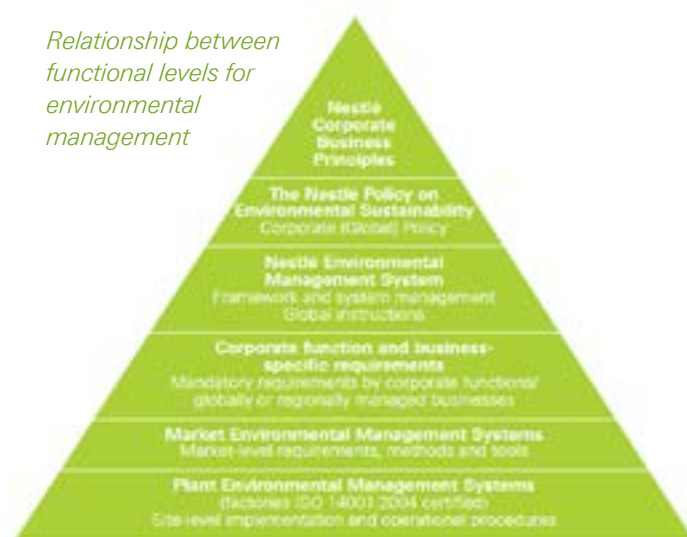 Relationship between
functional levels for
environmental
management
Nestlé
Corporate
Business
Principles
The Nestlé Policy on
Environmental Sustainability
Corporate (Global) Policy
Nestlé Environmental
Management System
Framework and system management
Global instructions
Corporate function and business-
specific requirements
Mandatory requirements by corporate functions/
globally or regionally managed businesses
Market Environmental Management Systems
Market-level requirements, methods and tools
Plant Environmental Management Systems
(factories ISO 14001:2004 certified)
Site-level implementation and operational procedures